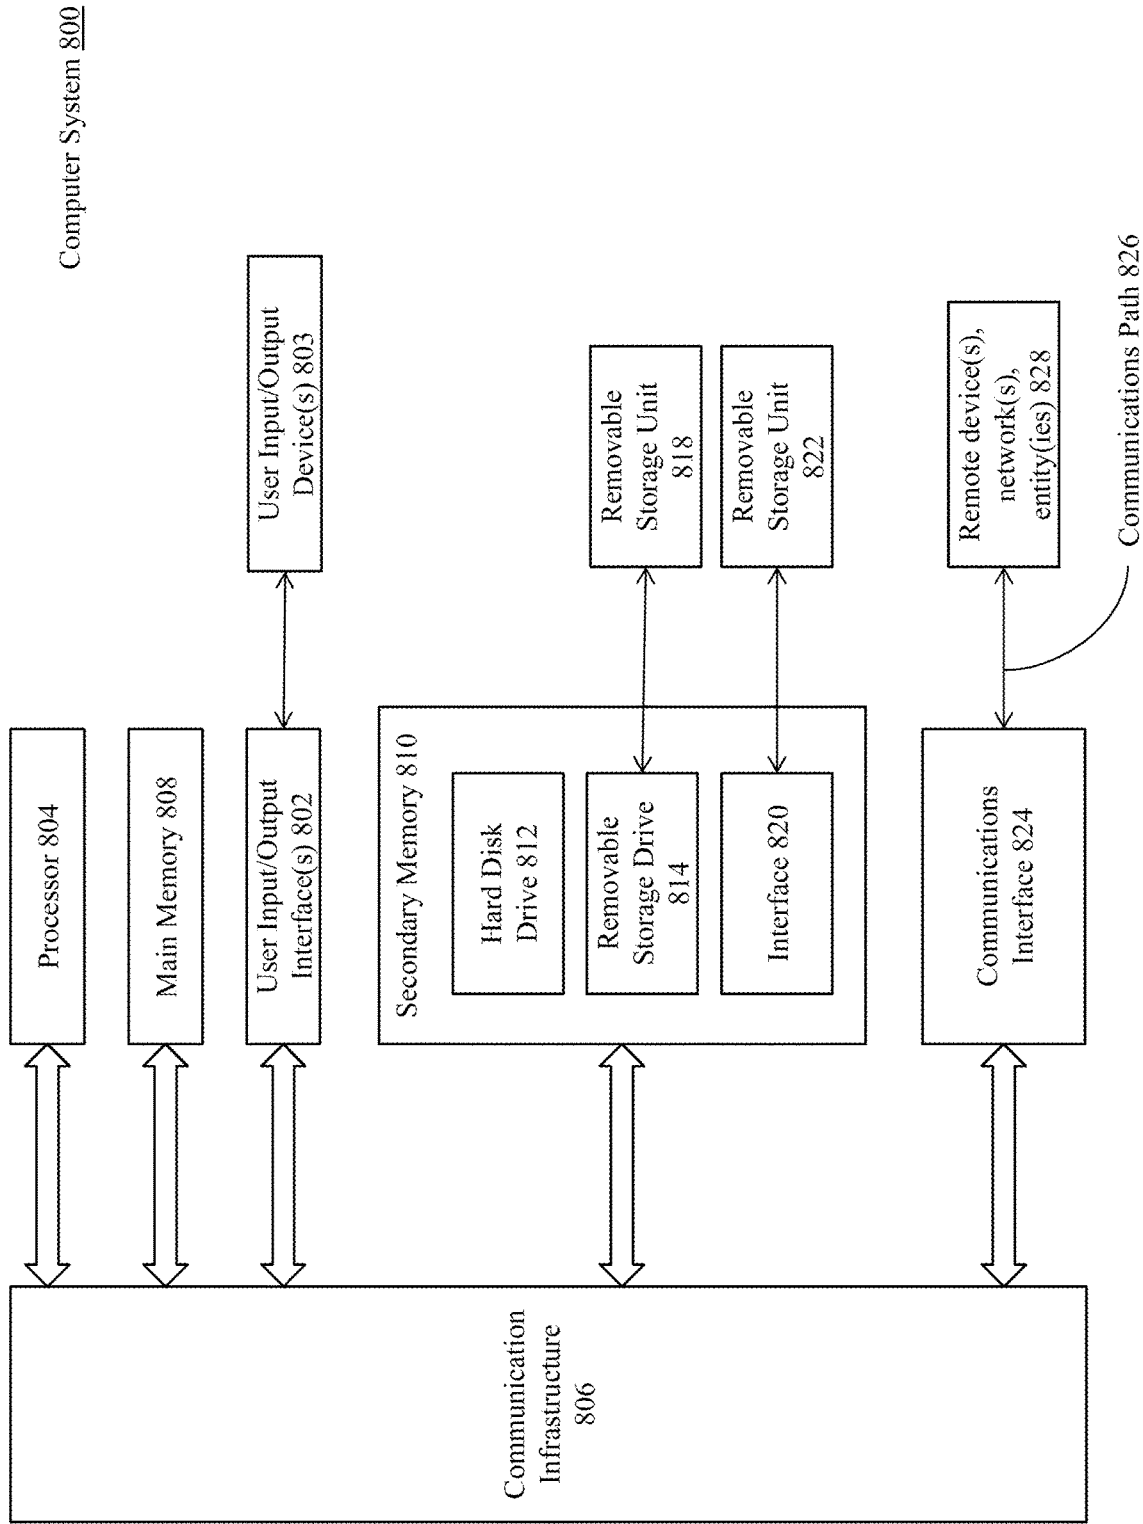 Computer System 800
Processor 804
Main Memory 808
User Input/Output
Interface(s) 802
User Input/Output
Device(s) 803
Secondary Memory 810
Hard Disk
Drive 812
Removable
Storage Drive
814
Removable
Storage Unit
818
Interface 820
Removable
Storage Unit
822
Communications
Interface 824
Remote device(s),
network(s),
entity(ies) 828
Communications Path 826
Communication
Infrastructure
806